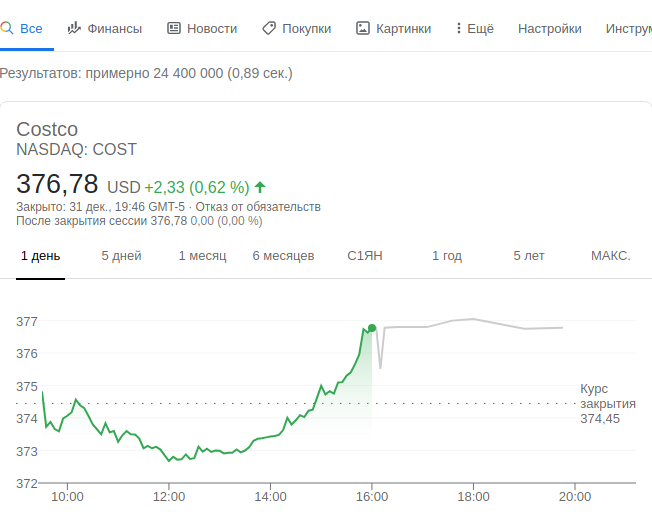 Все Финансы Новости Покупки Картинки Ещё Настройки
Результатов: примерно 24 400 000 (0,89 сек.)
Costco
NASDAQ: COST
376,78 USD +2,33 (0,62 %)
Закрыто: 31 дек., 19:46 GMT-5 · Отказ от обязательств
После закрытия сессии 376,78 0,00 (0,00 %)
1 день 5 дней 1 месяц 6 месяцев С1ЯН 1 год 5 лет МАКС.
377
376
375
Курс
закрытия
374,45
374
373
372
10:00 12:00 14:00 16:00 18:00 20:00